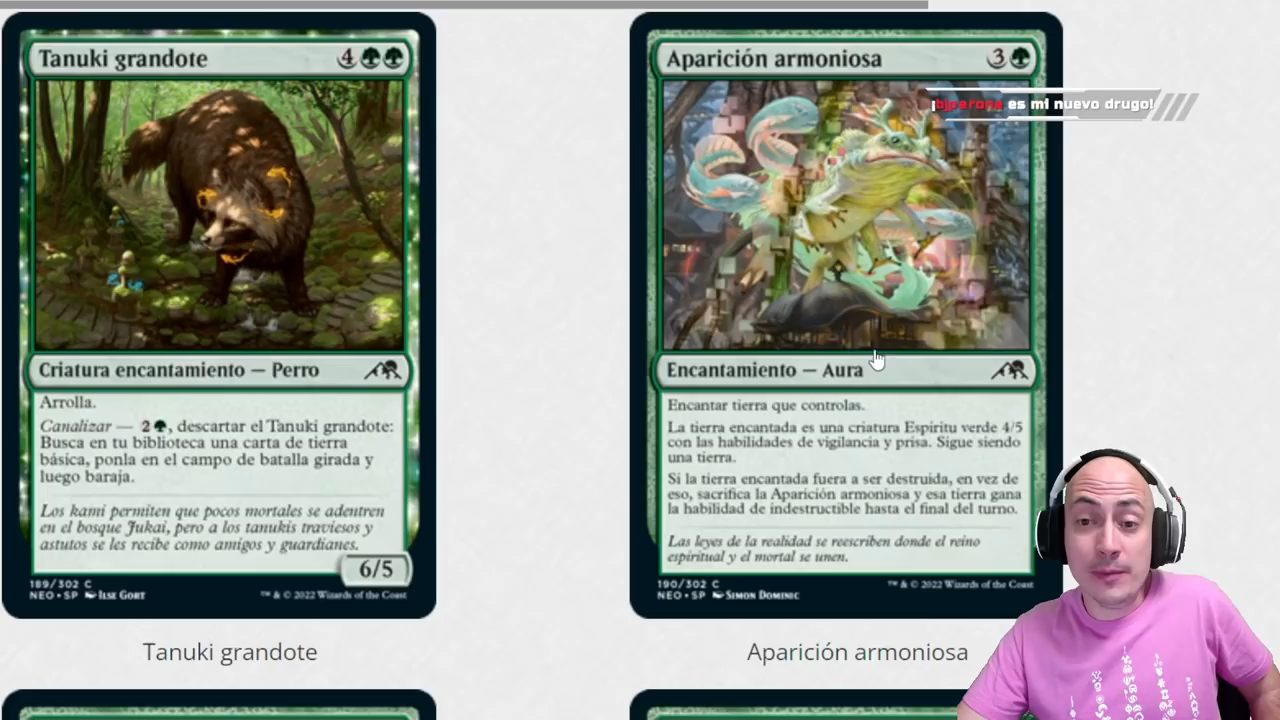 Tanuki grandote
4
Criatura encantamiento — Perro
Arrolla.
Canalizar — 2, descartar el Tanuki grandote:
Busca en tu biblioteca una carta de tierra
básica, ponla en el campo de batalla girada y
luego baraja.
Los kami permiten que pocos mortales se adentren
en el bosque Jukai, pero a los tanukis traviesos y
astutos se les recibe como amigos y guardianes.
6/5
189/302 C
NEO • SP ILSE GORT
™ & © 2022 Wizards of the Coast
Tanuki grandote
Aparición armoniosa
3
¡bjparona es mi nuevo drugo!
Encantamiento — Aura
Encantar tierra que controlas.
La tierra encantada es una criatura Espíritu verde 4/5
con las habilidades de vigilancia y prisa. Sigue siendo
una tierra.
Si la tierra encantada fuera a ser destruida, en vez de
eso, sacrifica la Aparición armoniosa y esa tierra gana
la habilidad de indestructible hasta el final del turno.
Las leyes de la realidad se reescriben donde el reino
espiritual y el mortal se unen.
190/302 C
NEO • SP SIMON DOMINIC
™ & © 2022 Wizards of the Coast
Aparición armoniosa